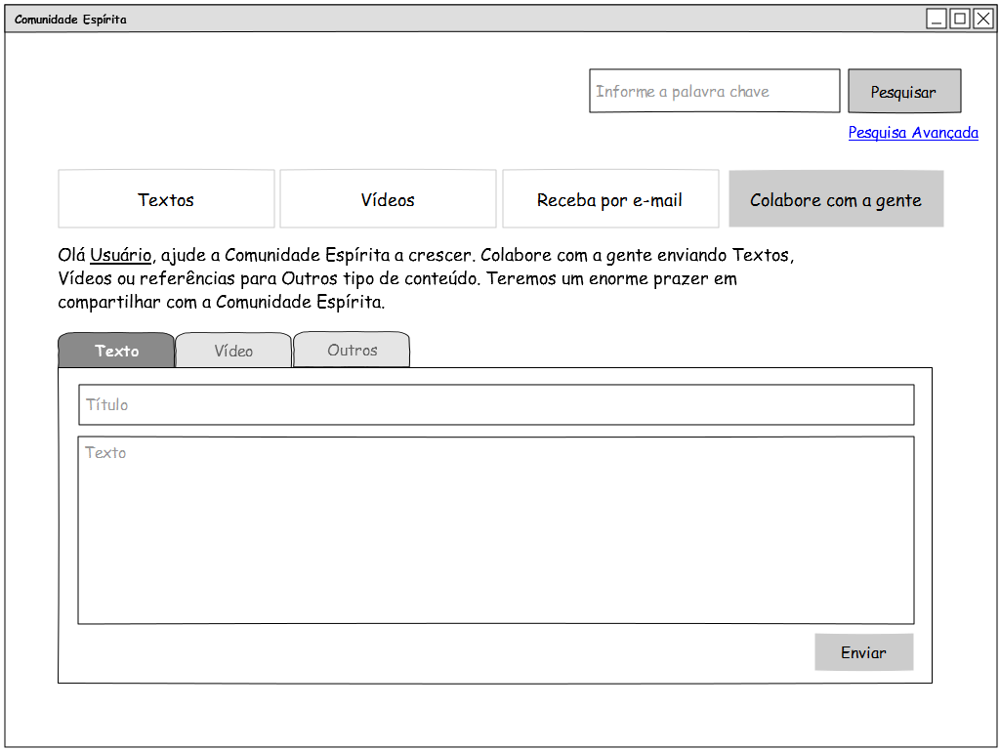 Comunidade Espírita
Informe a palavra chave
Pesquisar
Pesquisa Avançada
Textos
Vídeos
Receba por e-mail
Colabore com a gente
Olá Usuário, ajude a Comunidade Espírita a crescer. Colabore com a gente enviando Textos,
Vídeos ou referências para Outros tipo de conteúdo. Teremos um enorme prazer em
compartilhar com a Comunidade Espírita.
Texto
Vídeo
Outros
Título
Texto
Enviar